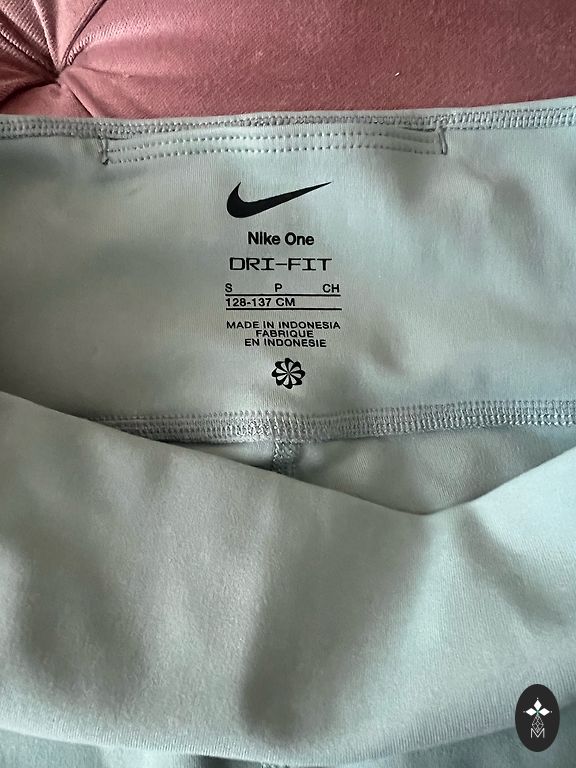 Nike One
DRI-FIT
S P CH
128-137 CM
MADE IN INDONESIA
FABRIQUE
EN INDONESIE
M